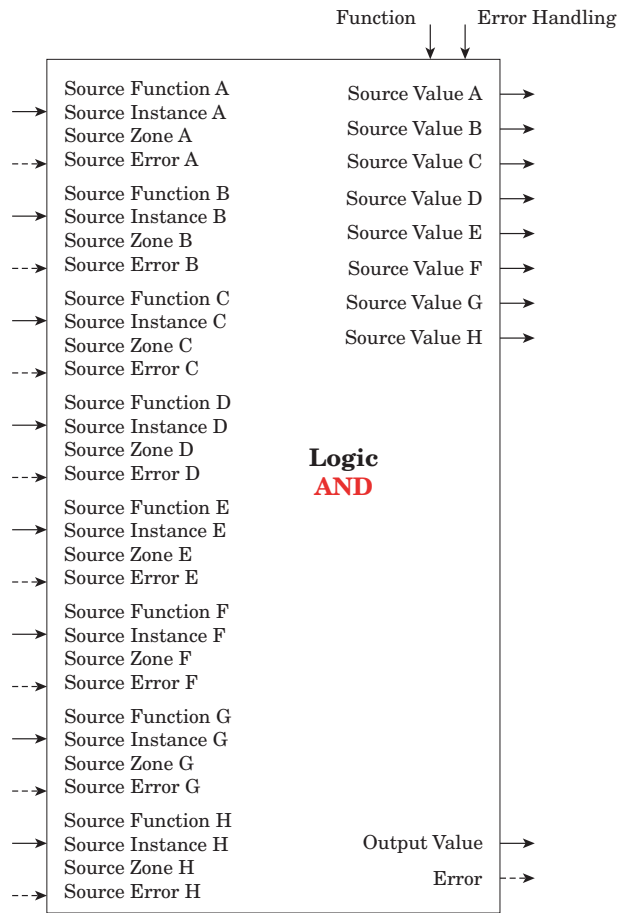 Function
Error Handling
Source Function A
Source Instance A
Source Zone A
Source Error A
Source Function B
Source Instance B
Source Zone B
Source Error B
Source Function C
Source Instance C
Source Zone C
Source Error C
Source Function D
Source Instance D
Source Zone D
Source Error D
Source Function E
Source Instance E
Source Zone E
Source Error E
Source Function F
Source Instance F
Source Zone F
Source Error F
Source Function G
Source Instance G
Source Zone G
Source Error G
Source Function H
Source Instance H
Source Zone H
Source Error H
Logic
AND
Source Value A
Source Value B
Source Value C
Source Value D
Source Value E
Source Value F
Source Value G
Source Value H
Output Value
Error